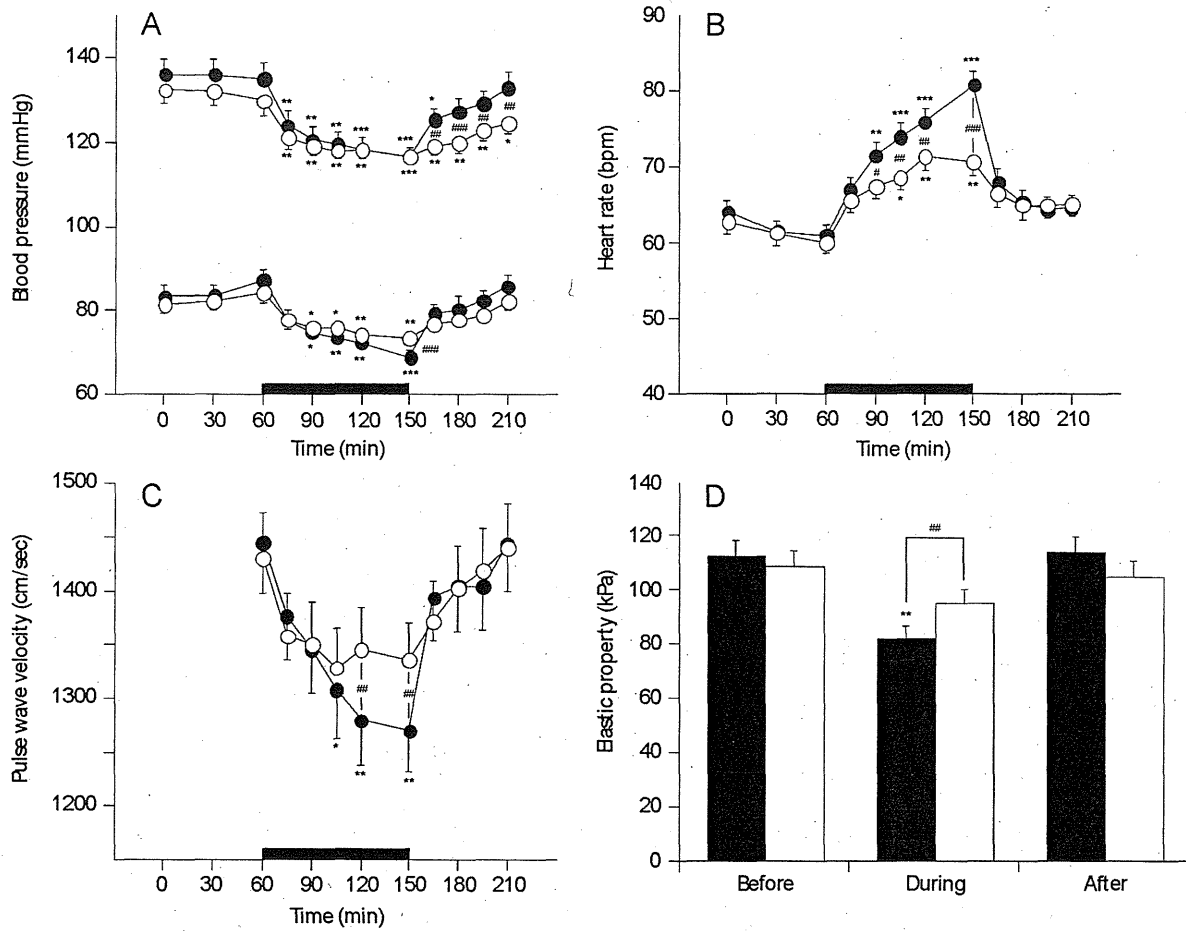 A
Blood pressure (mmHg)
140
120
100
80
60
** ** ** *** *** *
## ### ## ##
** ** ** ** *** ** ** ** *
* * ** **
* ** ** *** ###
0 30 60 90 120 150 180 210
Time (min)
B
Heart rate (bpm)
90
80
70
60
50
40
** *** *** ***
# ## ## ###
* ** **
0 30 60 90 120 150 180 210
Time (min)
C
Pulse wave velocity (cm/sec)
1500
1400
1300
1200
## ##
* ** **
0 30 60 90 120 150 180 210
Time (min)
D
Bastic property (kPa)
140
120
100
80
60
40
20
0
##
**
Before During After